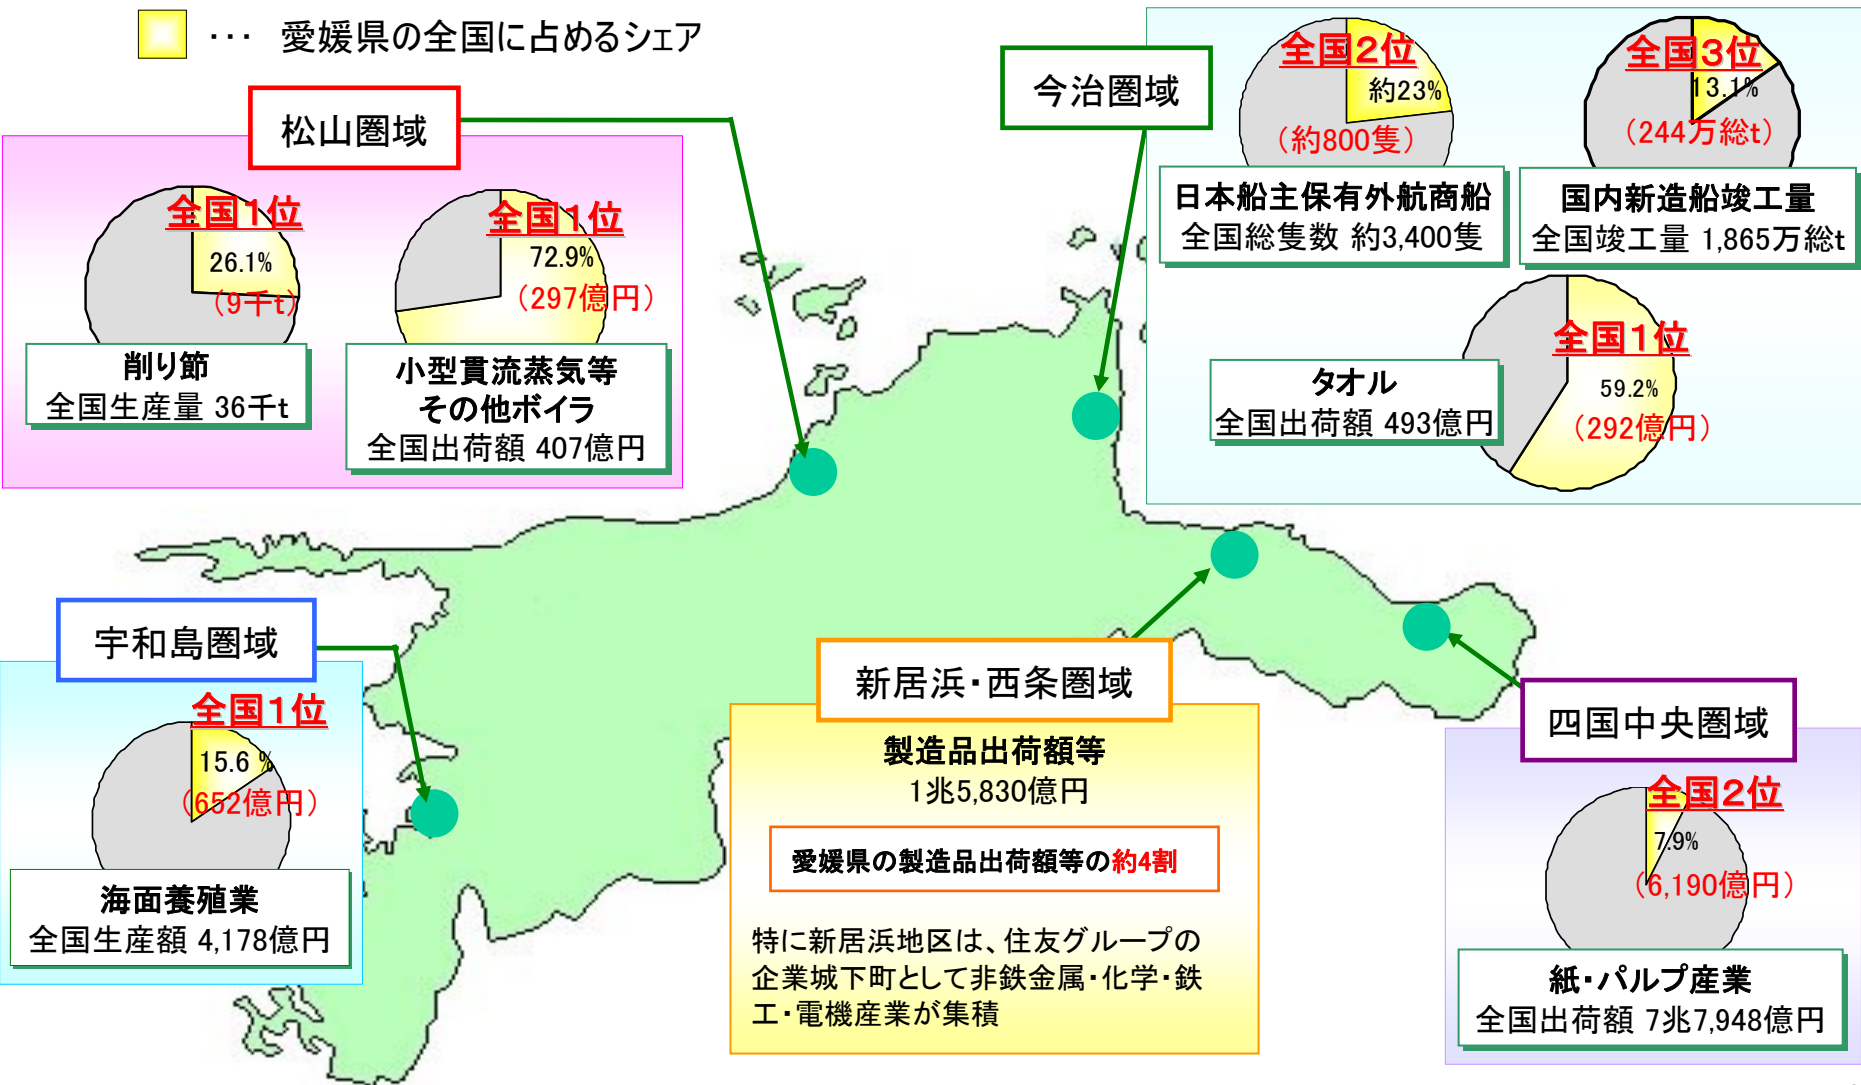 … 愛媛県の全国に占めるシェア
松山圏域
全国1位
26.1%
(9千t)
削り節
全国生産量 36千t
全国1位
72.9%
(297億円)
小型貫流蒸気等
その他ボイラ
全国出荷額 407億円
今治圏域
全国2位
約23%
(約800隻)
日本船主保有外航商船
全国総隻数 約3,400隻
全国3位
13.1%
(244万総t)
国内新造船竣工量
全国竣工量 1,865万総t
全国1位
59.2%
(292億円)
タオル
全国出荷額 493億円
宇和島圏域
全国1位
15.6 %
(652億円)
海面養殖業
全国生産額 4,178億円
新居浜・西条圏域
製造品出荷額等
1兆5,830億円
愛媛県の製造品出荷額等の約4割
特に新居浜地区は、住友グループの
企業城下町として非鉄金属・化学・鉄
工・電機産業が集積
四国中央圏域
全国2位
7.9%
(6,190億円)
紙・パルプ産業
全国出荷額 7兆7,948億円